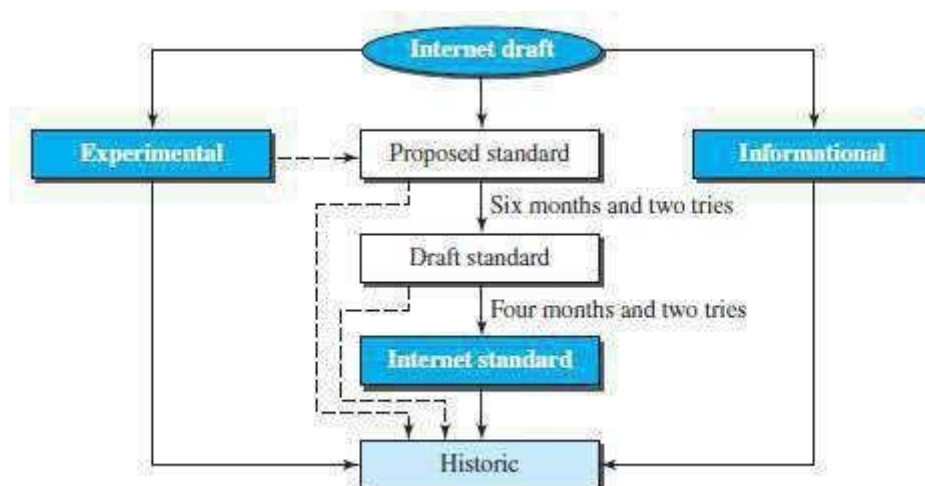 Internet draft
Experimental
Proposed standard
Informational
Six months and two tries
Draft standard
Four months and two tries
Internet standard
Historic